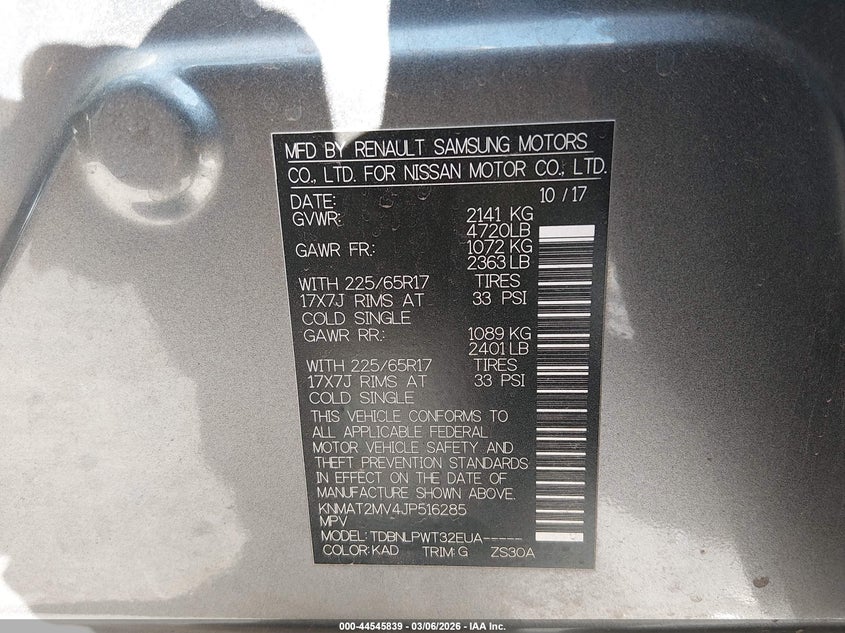 MFD BY RENAULT SAMSUNG MOTORS
CO., LTD. FOR NISSAN MOTOR CO., LTD.
DATE: 10 / 17
GVWR: 2141 KG
4720LB
GAWR FR.: 1072 KG
2363 LB
WITH 225/65R17 TIRES
17X7J RIMS AT 33 PSI
COLD SINGLE
GAWR RR.: 1089 KG
2401 LB
WITH 225/65R17 TIRES
17X7J RIMS AT 33 PSI
COLD SINGLE
THIS VEHICLE CONFORMS TO
ALL APPLICABLE FEDERAL
MOTOR VEHICLE SAFETY AND
THEFT PREVENTION STANDARDS
IN EFFECT ON THE DATE OF
MANUFACTURE SHOWN ABOVE.
KNMAT2MV4JP516285
MPV
MODEL: TDBNLPWT32EUA-----
COLOR: KAD TRIM: G ZS30A
000-44545839 - 03/06/2026 - IAA Inc.